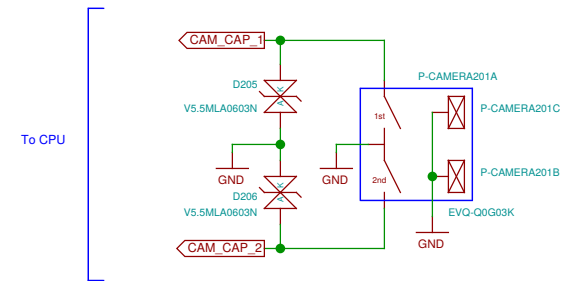 CAM_CAP_1
P-CAMERA201A
D205
A K
V5.5MLA0603N
1st
P-CAMERA201C
To CPU
GND
GND
2nd
P-CAMERA201B
D206
A K
V5.5MLA0603N
EVQ-Q0G03K
GND
CAM_CAP_2